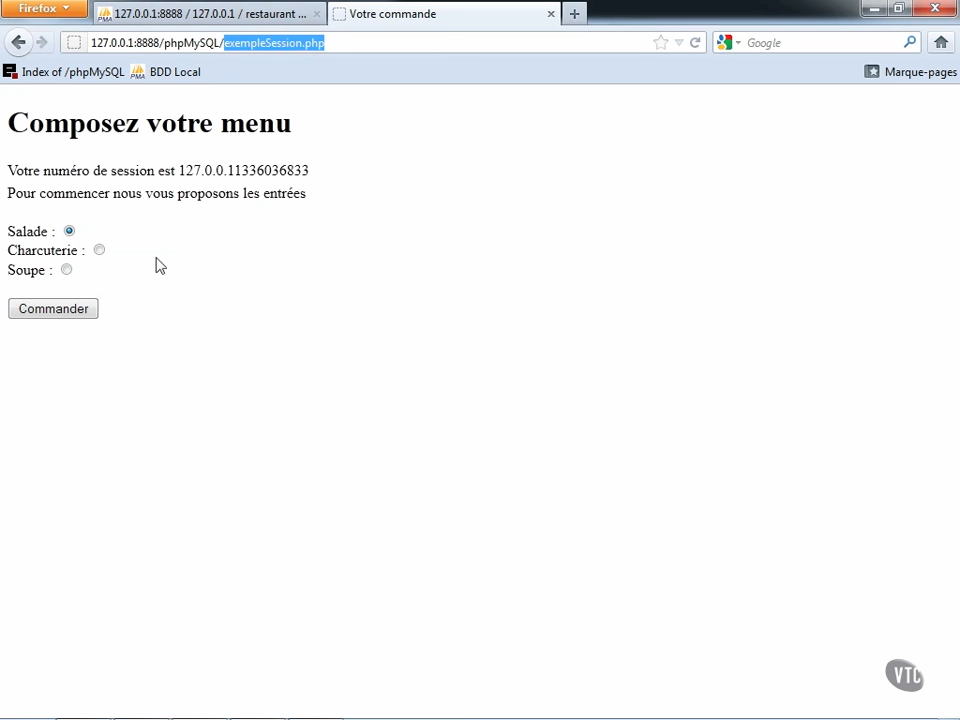 Firefox
127.0.0.1:8888 / 127.0.0.1 / restaurant ...
Votre commande
127.0.0.1:8888/phpMySQL/exempleSession.php
Google
Index of /phpMySQL
PMA BDD Local
Marque-pages
Composez votre menu
Votre numéro de session est 127.0.0.11336036833
Pour commencer nous vous proposons les entrées
Salade :
Charcuterie :
Soupe :
Commander
VTC